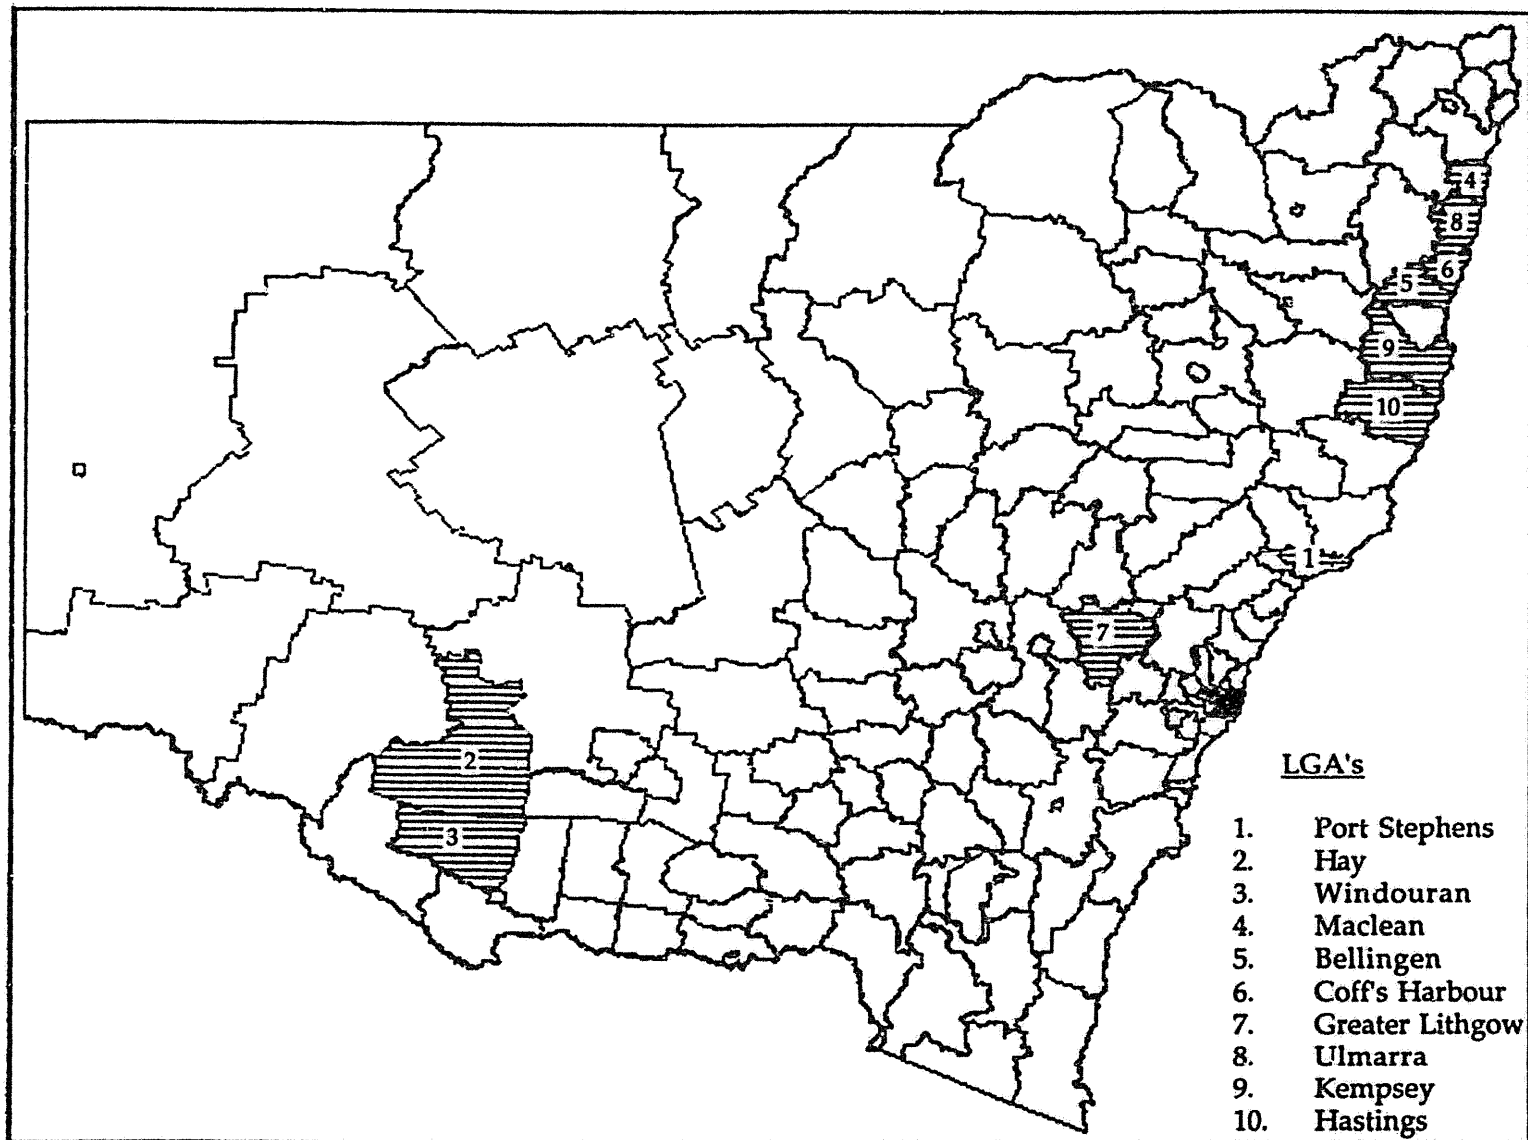 4
8
6
5
9
10
1
7
2
3
LGA's
1. Port Stephens
2. Hay
3. Windouran
4. Maclean
5. Bellingen
6. Coff's Harbour
7. Greater Lithgow
8. Ulmarra
9. Kempsey
10. Hastings